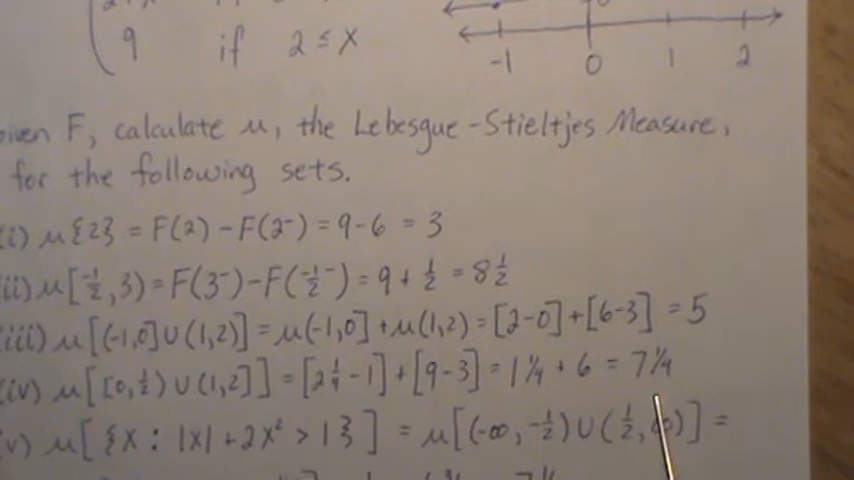 9 if 2 ≤ x
-1 0 1 2
given F, calculate μ, the Lebesgue-Stieltjes Measure,
for the following sets.
(i) μ{2} = F(2) - F(2⁻) = 9 - 6 = 3
(ii) μ[-½, 3) = F(3⁻) - F(-½⁻) = 9 + ½ = 8½
(iii) μ[(-1,0] ∪ (1,2)] = μ(-1,0] + μ(1,2) = [2-0] + [6-3] = 5
(iv) μ[[0,½) ∪ (1,2]] = [2¼ - 1] + [9-3] = 1¼ + 6 = 7¼
(v) μ[{x : |x| + 2x² > 1}] = μ[(-∞, -½) ∪ (½, ∞)] =